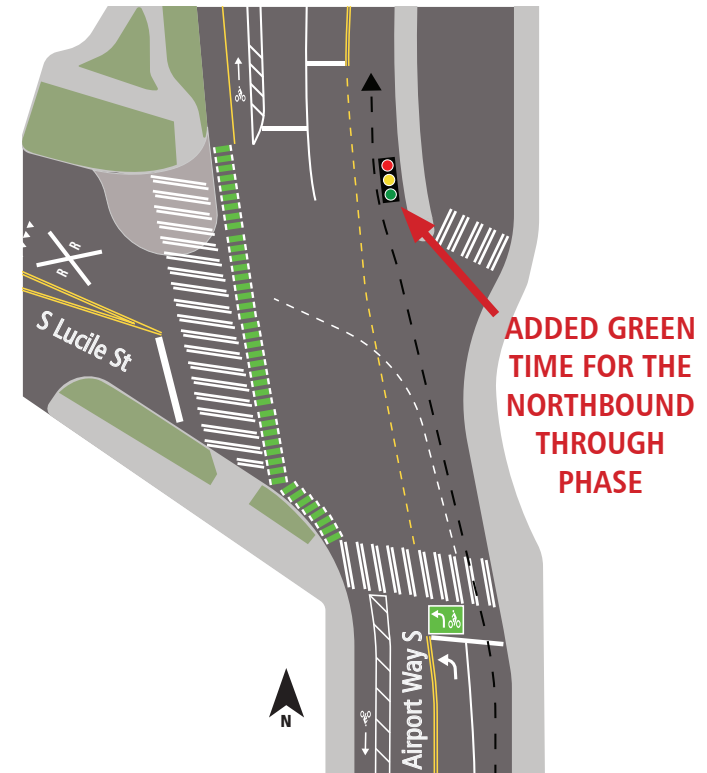 R
R
S Lucile St
ADDED GREEN
TIME FOR THE
NORTHBOUND
THROUGH
PHASE
Airport Way S
N